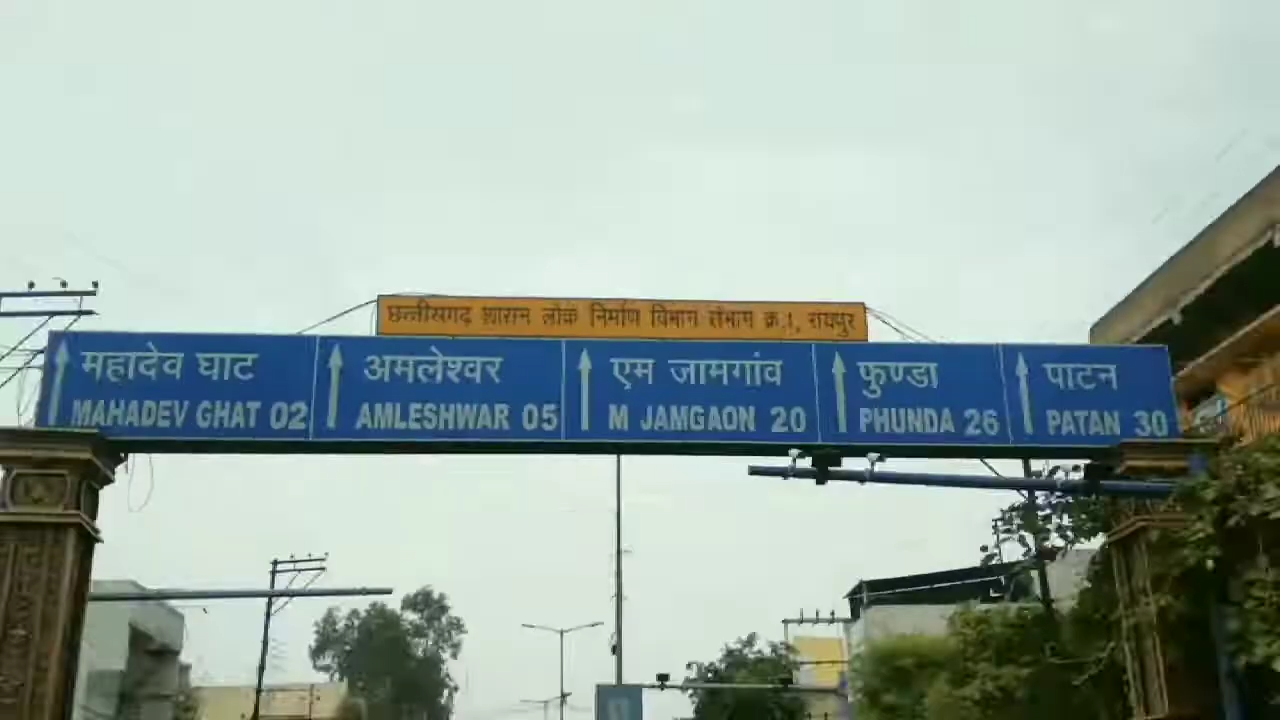 छत्तीसगढ़ शासन लोक निर्माण विभाग संभाग क्र.1, रायपुर
महादेव घाट
MAHADEV GHAT 02
अमलेश्वर
AMLESHWAR 05
एम जामगांव
M JAMGAON 20
फुण्डा
PHUNDA 26
पाटन
PATAN 30